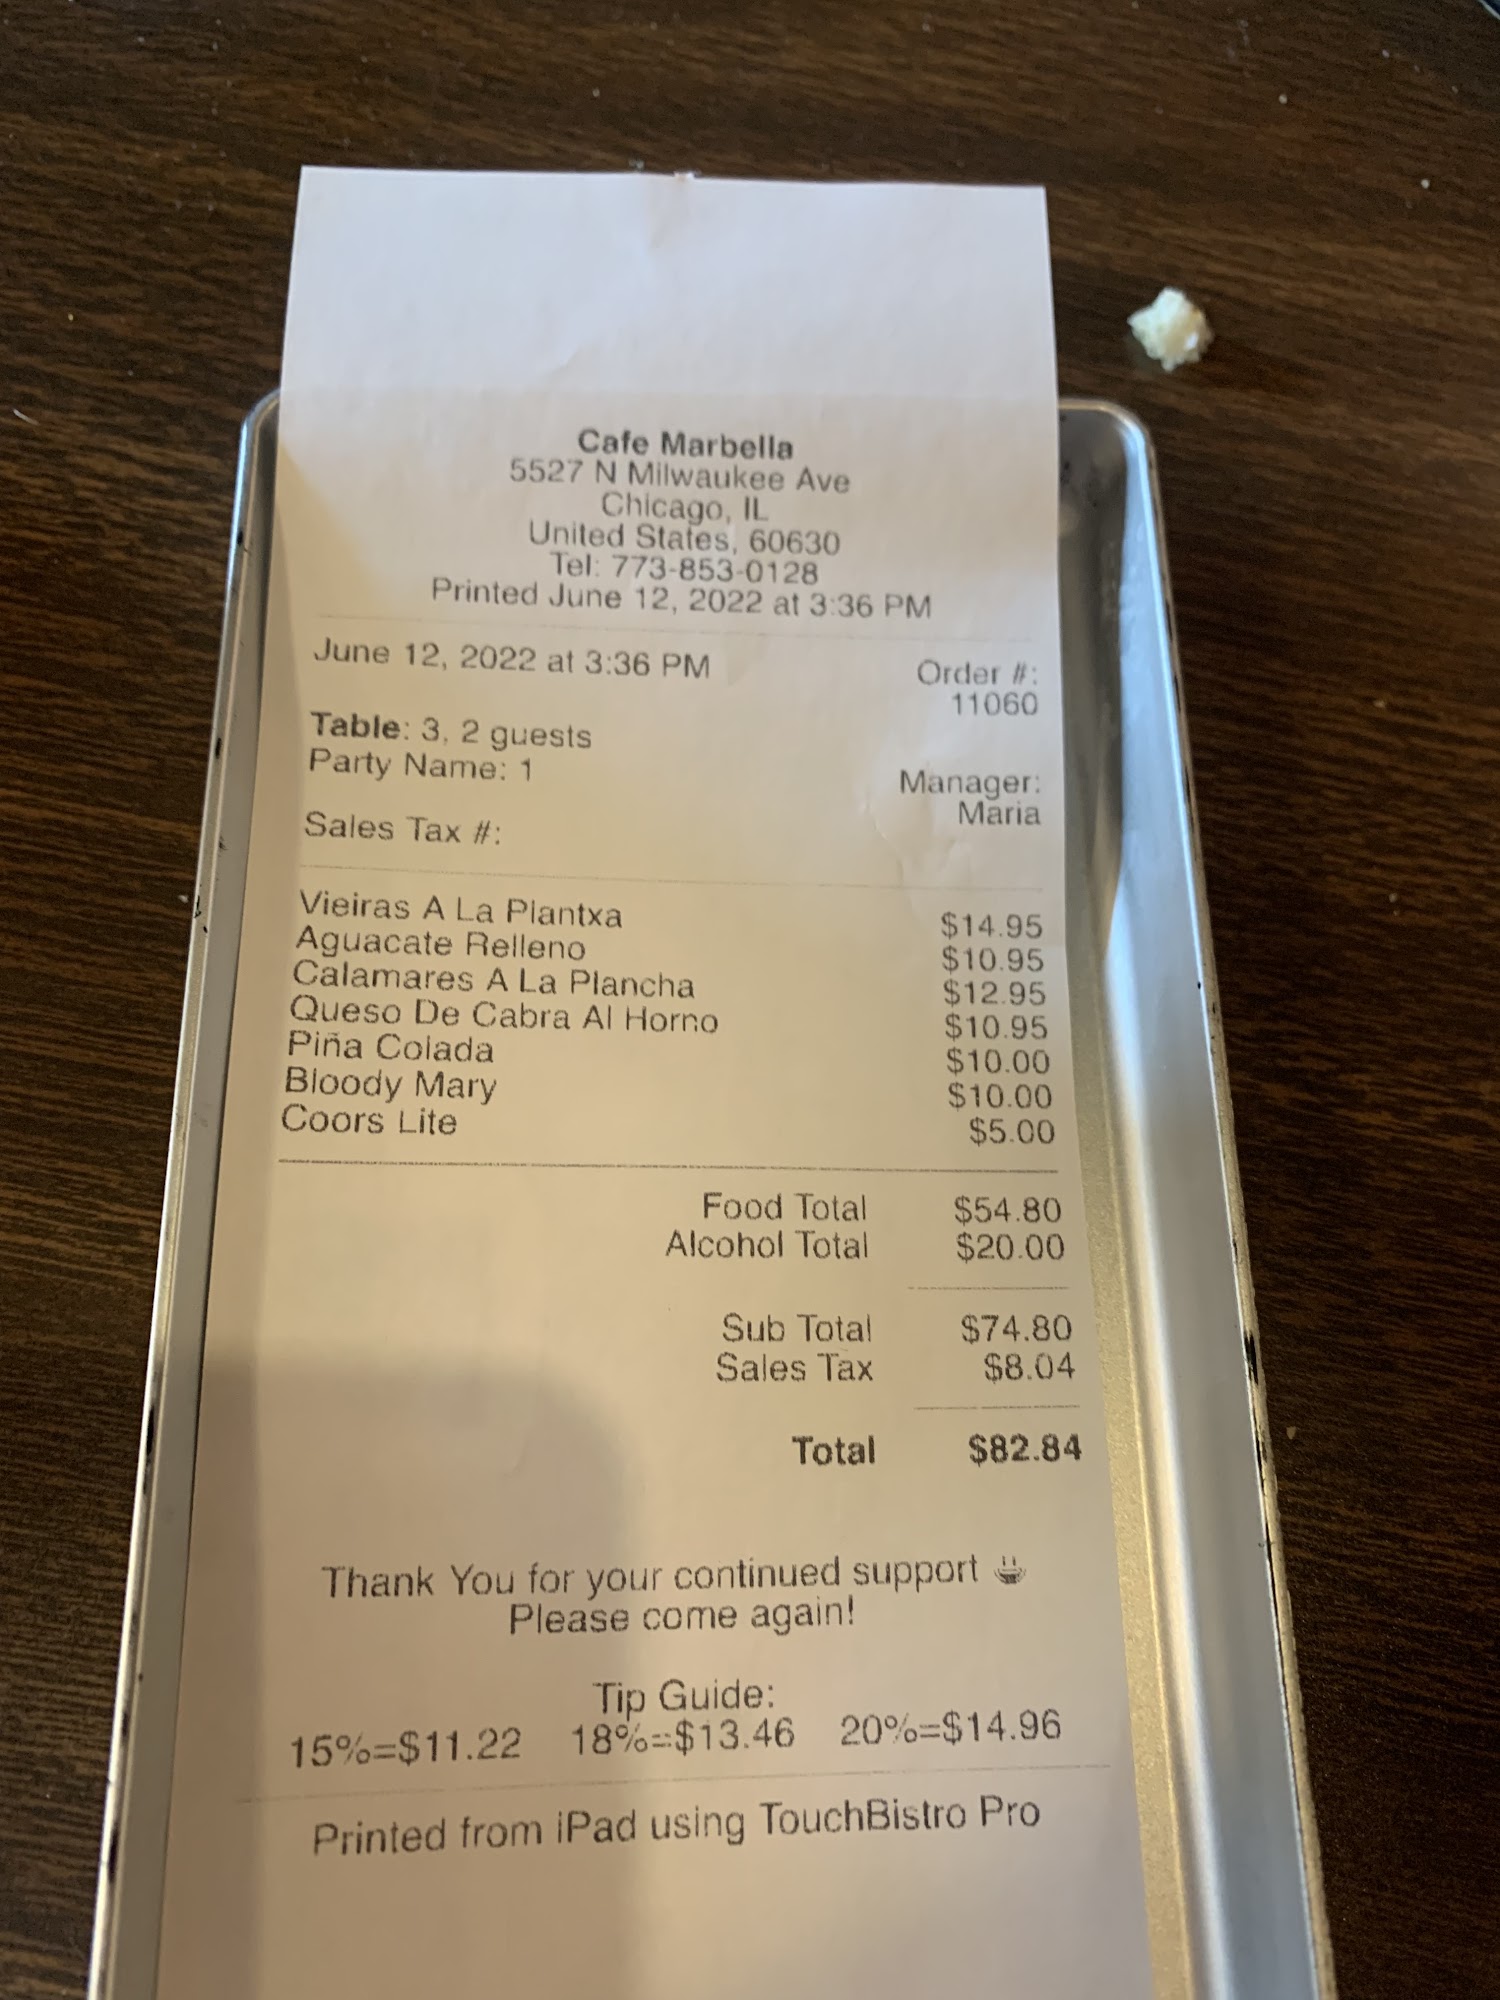 Cafe Marbella
5527 N Milwaukee Ave
Chicago, IL
United States, 60630
Tel: 773-853-0128
Printed June 12, 2022 at 3:36 PM
June 12, 2022 at 3:36 PM
Order #:
11060
Table: 3, 2 guests
Party Name: 1
Manager:
Maria
Sales Tax #:
Vieiras A La Plantxa $14.95
Aguacate Relleno $10.95
Calamares A La Plancha $12.95
Queso De Cabra Al Horno $10.95
Piña Colada $10.00
Bloody Mary $10.00
Coors Lite $5.00
Food Total $54.80
Alcohol Total $20.00
Sub Total $74.80
Sales Tax $8.04
Total $82.84
Thank You for your continued support ☕
Please come again!
Tip Guide:
15%=$11.22 18%=$13.46 20%=$14.96
Printed from iPad using TouchBistro Pro